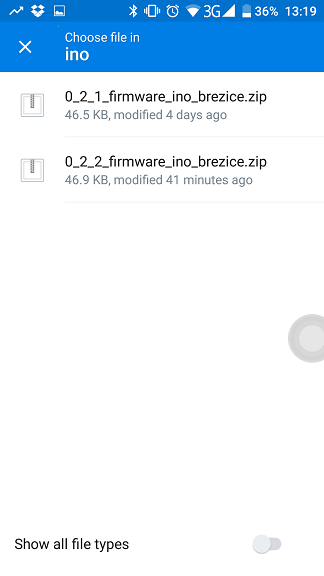 3G 36% 13:19
Choose file in
ino
0_2_1_firmware_ino_brezice.zip
46.5 KB, modified 4 days ago
0_2_2_firmware_ino_brezice.zip
46.9 KB, modified 41 minutes ago
Show all file types